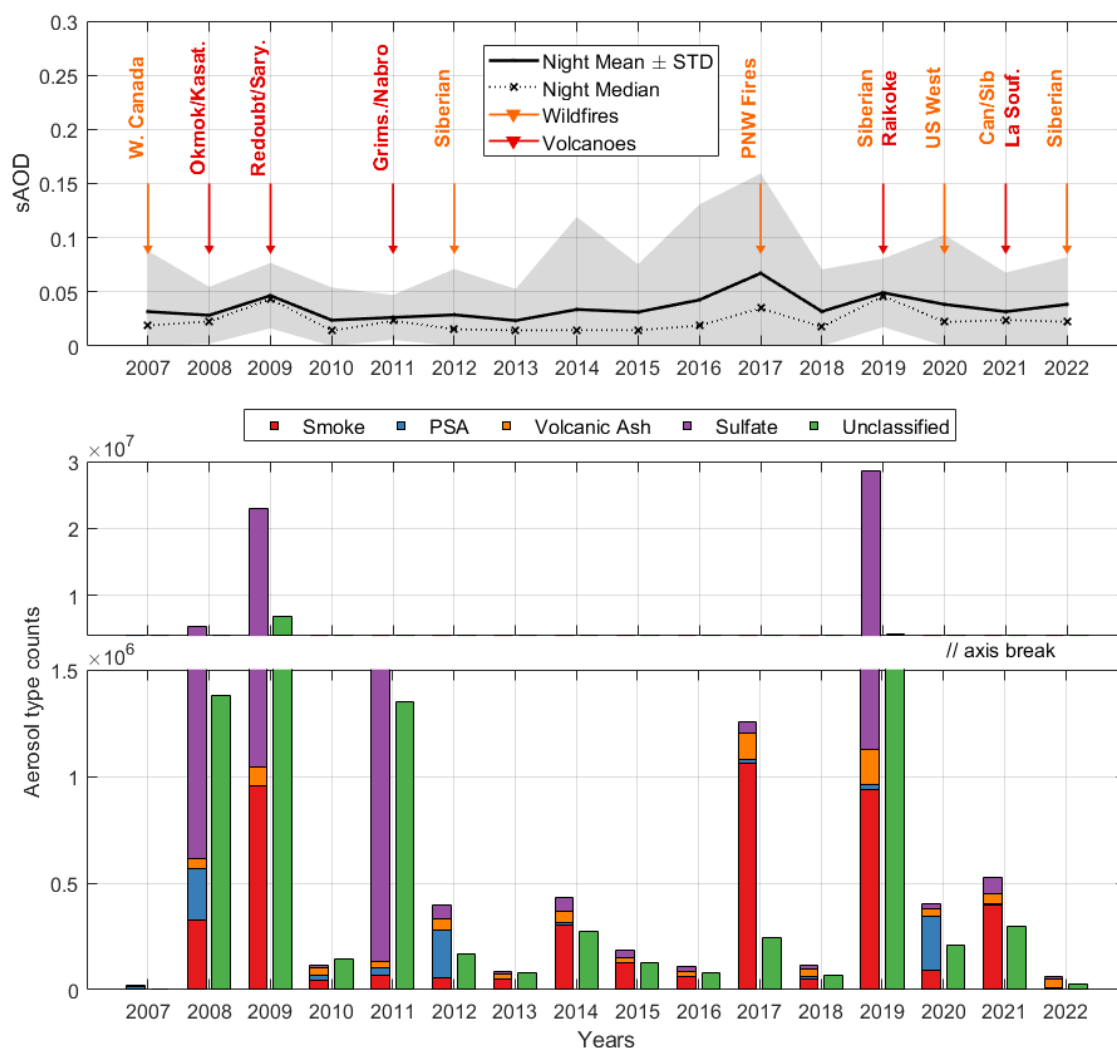 0.3
0.25
0.2
0.15
0.1
0.05
0
sAOD
W. Canada
Okmok/Kasat.
Redoubt/Sary.
Grims./Nabro
Siberian
PNW Fires
Siberian
Raikoke
US West
Can/Sib
La Souf.
Siberian
Night Mean ± STD
Night Median
Wildfires
Volcanoes
2007 2008 2009 2010 2011 2012 2013 2014 2015 2016 2017 2018 2019 2020 2021 2022
Smoke PSA Volcanic Ash Sulfate Unclassified
×10⁷
3
2
1
// axis break
×10⁶
1.5
1
0.5
0
Aerosol type counts
2007 2008 2009 2010 2011 2012 2013 2014 2015 2016 2017 2018 2019 2020 2021 2022
Years